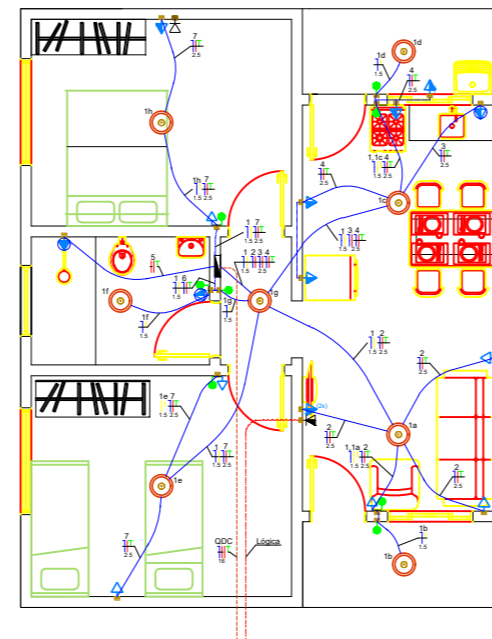 7
2.5
1d
1d
1.5
4
2.5
1h
1,1c 4
1.5 2.5
3
2.5
1h 7
1.5 2.5
4
2.5
1c
1 7
1.5 2.5
1 2 3 4
1.5 2.5
1 3 4
1.5 2.5
5
2.5
1 6
1.5
1f
1g
1g
1.5
1f
1.5
1 2
1.5 2.5
2
2.5
1e 7
1.5 2.5
(2x)
2
2.5
1a
1 7
1.5 2.5
1,1a 2
1.5 2.5
2
2.5
1e
7
2.5
QDC
16
Lógica
1b
1.5
1b